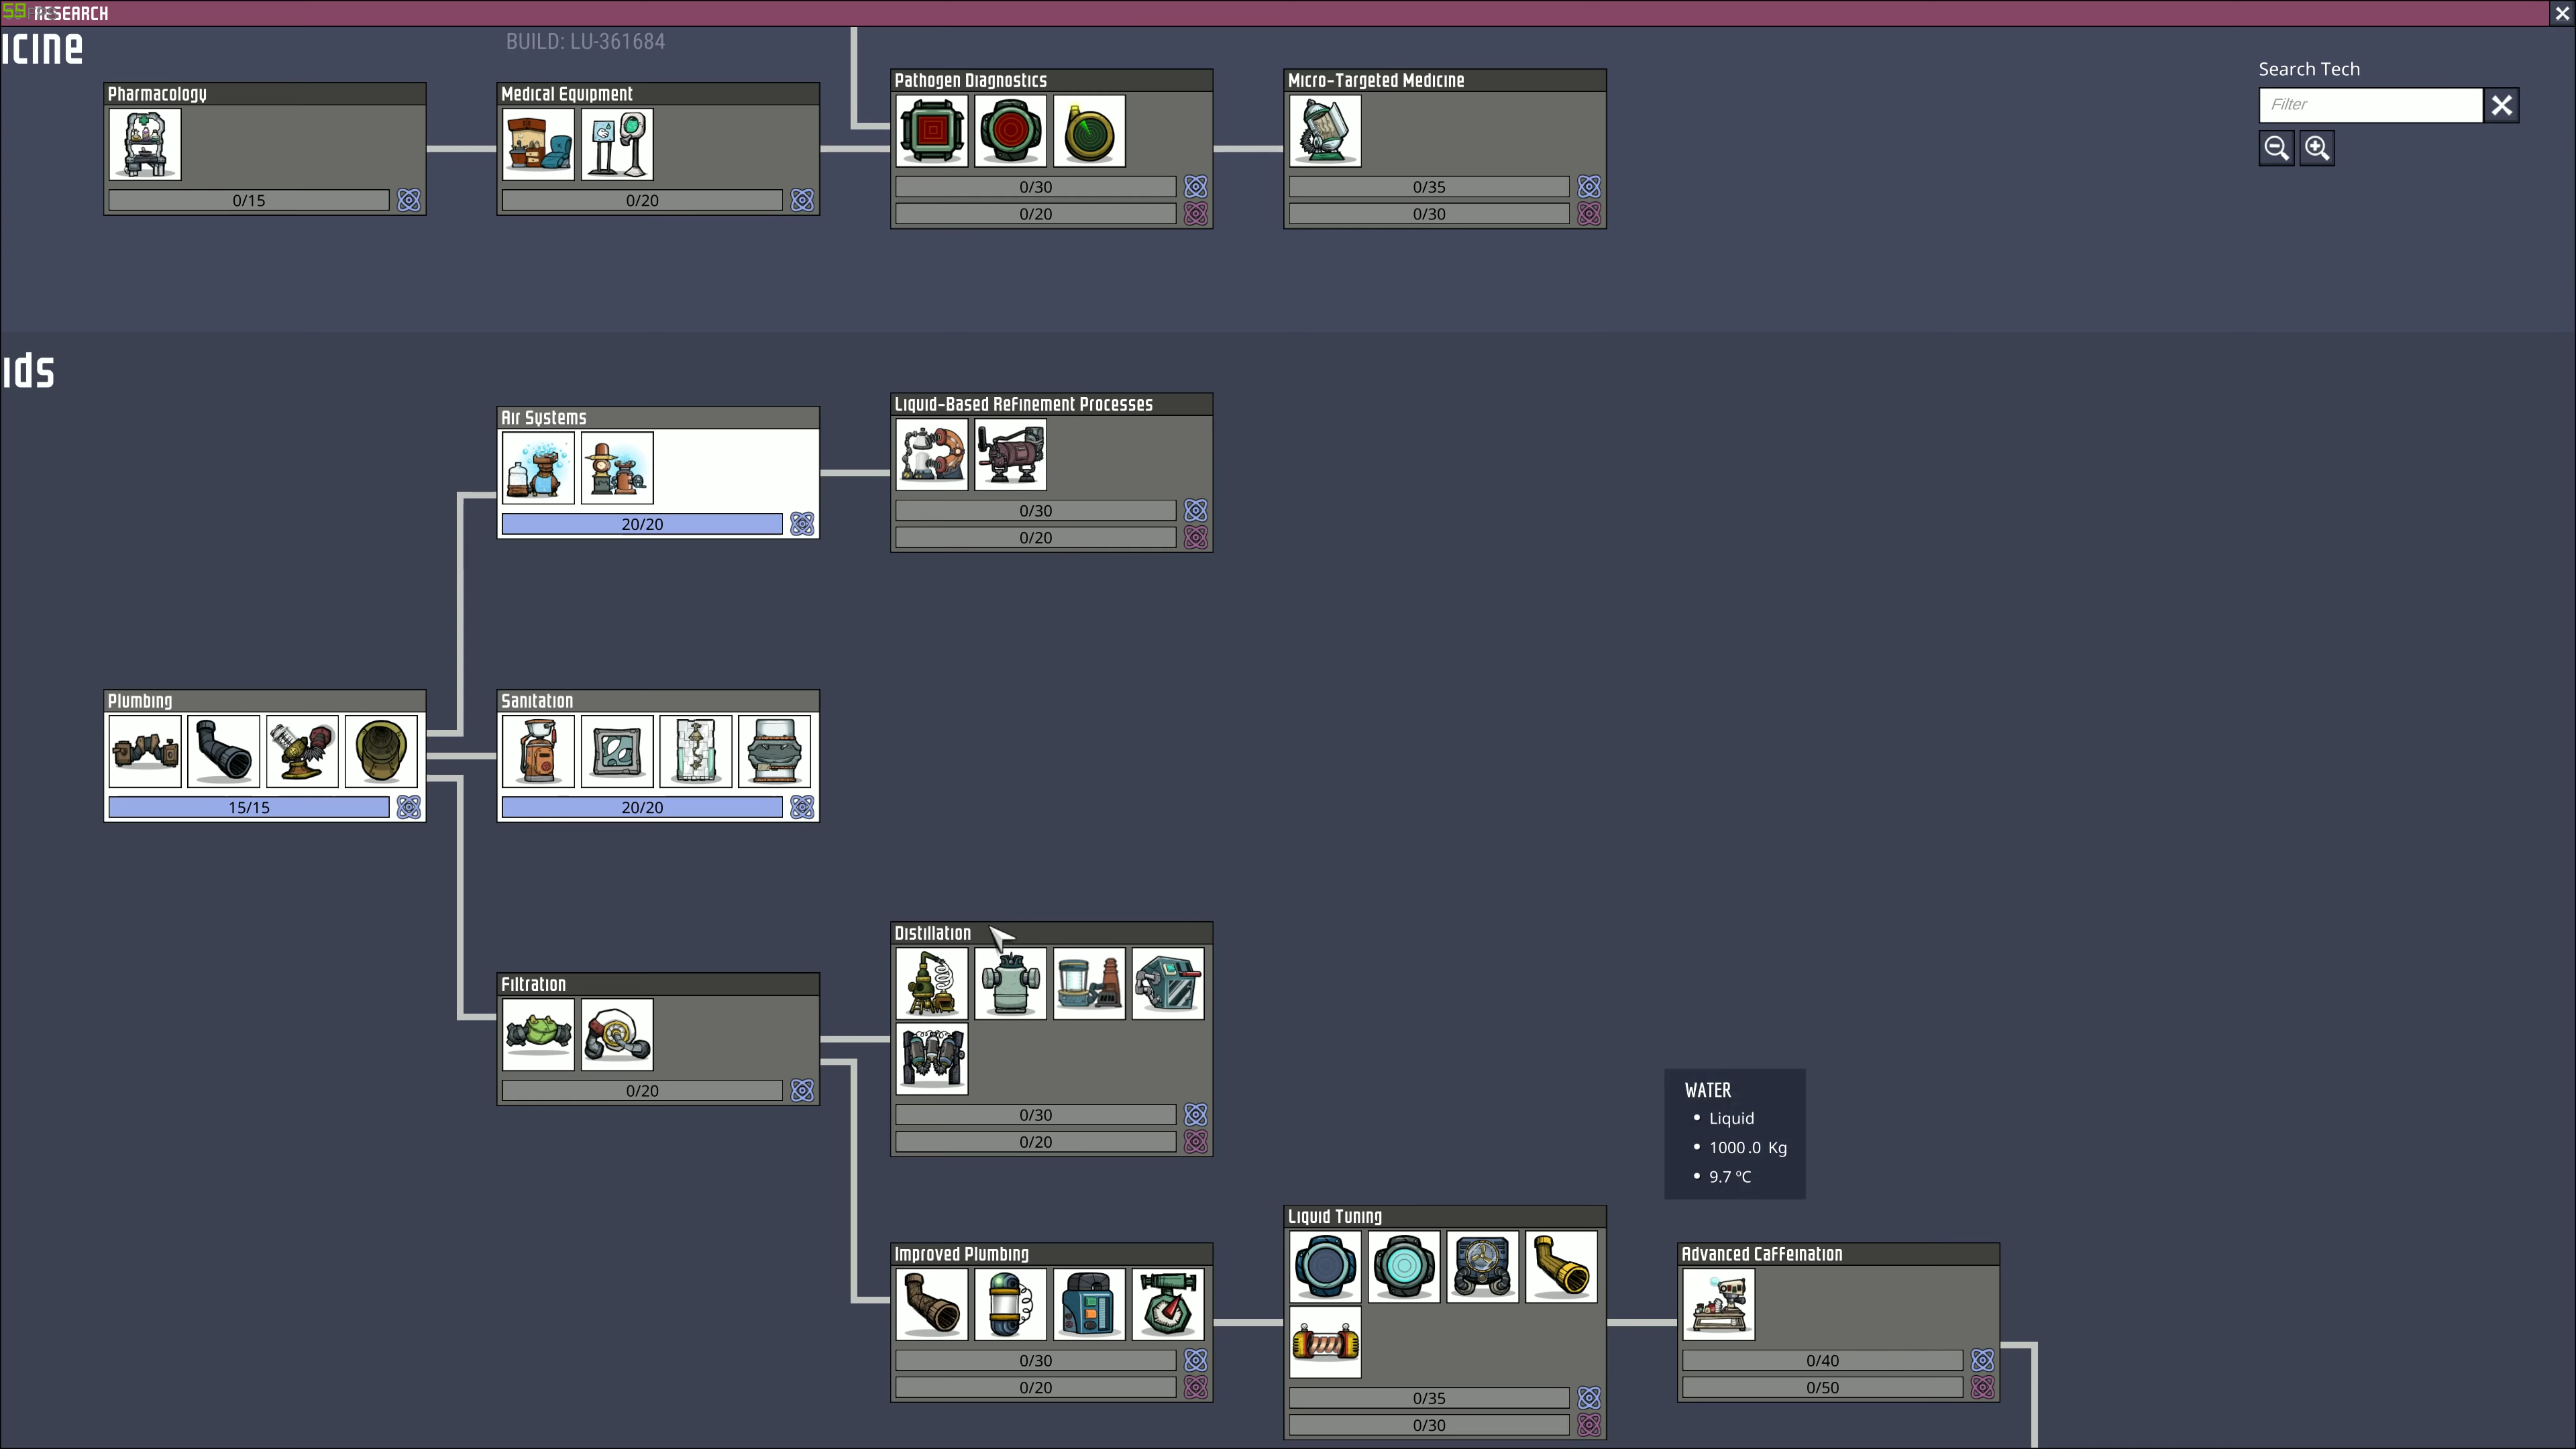 RESEARCH
icine
BUILD: LU-361684
Search Tech
Filter
Pharmacology
0/15
Medical Equipment
0/20
Pathogen Diagnostics
0/30
0/20
Micro-Targeted Medicine
0/35
0/30
ids
Air Systems
20/20
Liquid-Based Refinement Processes
0/30
0/20
Plumbing
15/15
Sanitation
20/20
Filtration
0/20
Distillation
0/30
0/20
WATER
• Liquid
• 1000.0 Kg
• 9.7 ºC
Improved Plumbing
0/30
0/20
Liquid Tuning
0/35
0/30
Advanced Caffeination
0/40
0/50